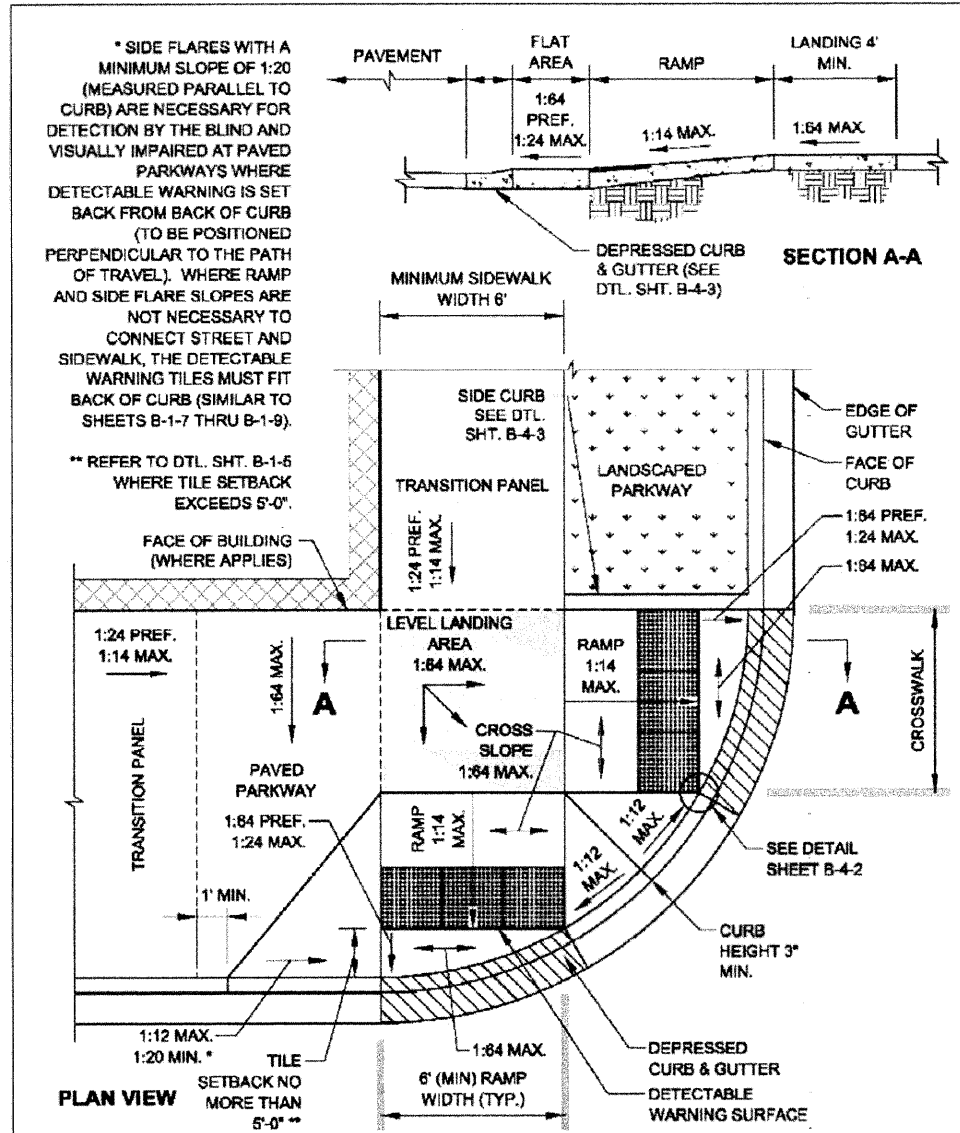 * SIDE FLARES WITH A
MINIMUM SLOPE OF 1:20
(MEASURED PARALLEL TO
CURB) ARE NECESSARY FOR
DETECTION BY THE BLIND AND
VISUALLY IMPAIRED AT PAVED
PARKWAYS WHERE
DETECTABLE WARNING IS SET
BACK FROM BACK OF CURB
(TO BE POSITIONED
PERPENDICULAR TO THE PATH
OF TRAVEL). WHERE RAMP
AND SIDE FLARE SLOPES ARE
NOT NECESSARY TO
CONNECT STREET AND
SIDEWALK, THE DETECTABLE
WARNING TILES MUST FIT
BACK OF CURB (SIMILAR TO
SHEETS B-1-7 THRU B-1-9).
** REFER TO DTL. SHT. B-1-5
WHERE TILE SETBACK
EXCEEDS 5'-0".
PAVEMENT
FLAT
AREA
RAMP
LANDING 4'
MIN.
1:64
PREF.
1:24 MAX.
1:14 MAX.
1:64 MAX.
DEPRESSED CURB
& GUTTER (SEE
DTL. SHT. B-4-3)
SECTION A-A
MINIMUM SIDEWALK
WIDTH 6'
SIDE CURB
SEE DTL.
SHT. B-4-3
TRANSITION PANEL
LANDSCAPED
PARKWAY
EDGE OF
GUTTER
FACE OF
CURB
1:64 PREF.
1:24 MAX.
1:64 MAX.
1:24 PREF.
1:14 MAX.
FACE OF BUILDING
(WHERE APPLIES)
1:24 PREF.
1:14 MAX.
1:64 MAX.
A
LEVEL LANDING
AREA
1:64 MAX.
RAMP
1:14
MAX.
A
CROSSWALK
CROSS
SLOPE
1:64 MAX.
TRANSITION PANEL
PAVED
PARKWAY
1:64 PREF.
1:24 MAX.
RAMP
1:14
MAX.
1:12
MAX.
1:12
MAX.
SEE DETAIL
SHEET B-4-2
1' MIN.
CURB
HEIGHT 3"
MIN.
1:12 MAX.
1:20 MIN. *
TILE
SETBACK NO
MORE THAN
5'-0" **
1:64 MAX.
6' (MIN) RAMP
WIDTH (TYP.)
DEPRESSED
CURB & GUTTER
DETECTABLE
WARNING SURFACE
PLAN VIEW